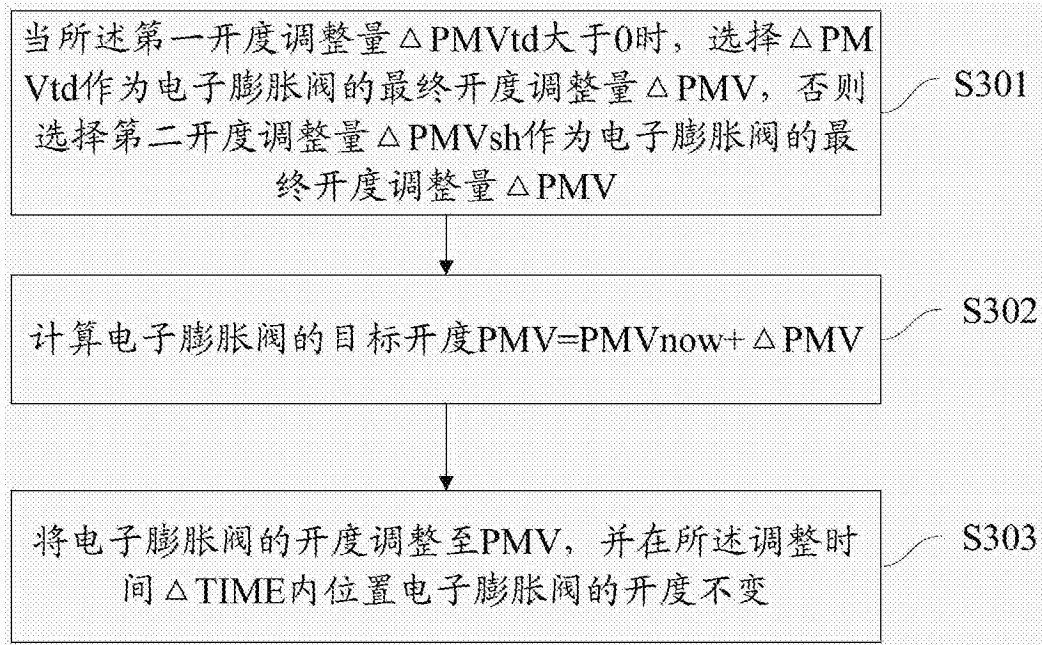 当所述第一开度调整量△PMVtd大于0时，选择△PM
Vtd作为电子膨胀阀的最终开度调整量△PMV，否则
选择第二开度调整量△PMVsh作为电子膨胀阀的最
终开度调整量△PMV
S301
计算电子膨胀阀的目标开度PMV=PMVnow+△PMV
S302
将电子膨胀阀的开度调整至PMV，并在所述调整时
间△TIME内位置电子膨胀阀的开度不变
S303